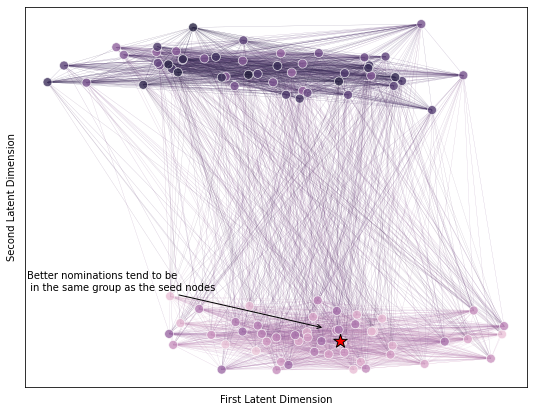 Second Latent Dimension
Better nominations tend to be
in the same group as the seed nodes
First Latent Dimension